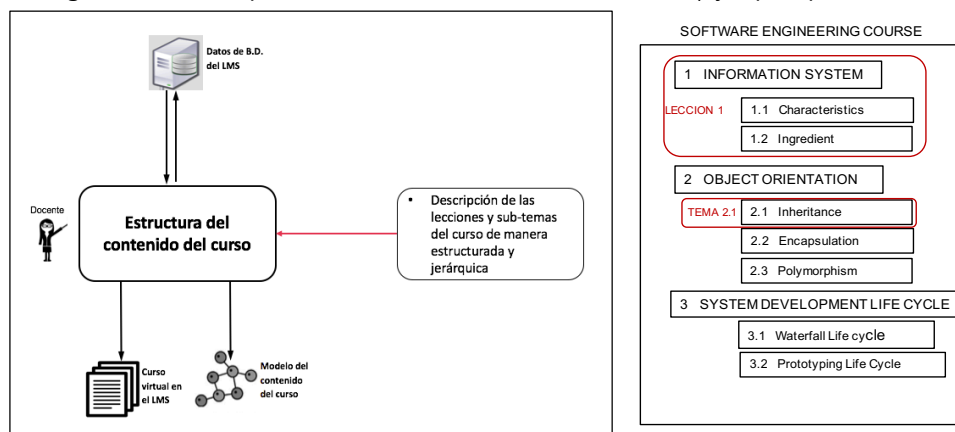 Datos de B.D.
del LMS
Docente
Estructura del
contenido del curso
• Descripción de las
lecciones y sub-temas
del curso de manera
estructurada y
jerárquica
Curso
virtual en
el LMS
Modelo del
contenido
del curso
SOFTWARE ENGINEERING COURSE
1 INFORMATION SYSTEM
LECCION 1
1.1 Characteristics
1.2 Ingredient
2 OBJECT ORIENTATION
TEMA 2.1
2.1 Inheritance
2.2 Encapsulation
2.3 Polymorphism
3 SYSTEM DEVELOPMENT LIFE CYCLE
3.1 Waterfall Life cycle
3.2 Prototyping Life Cycle